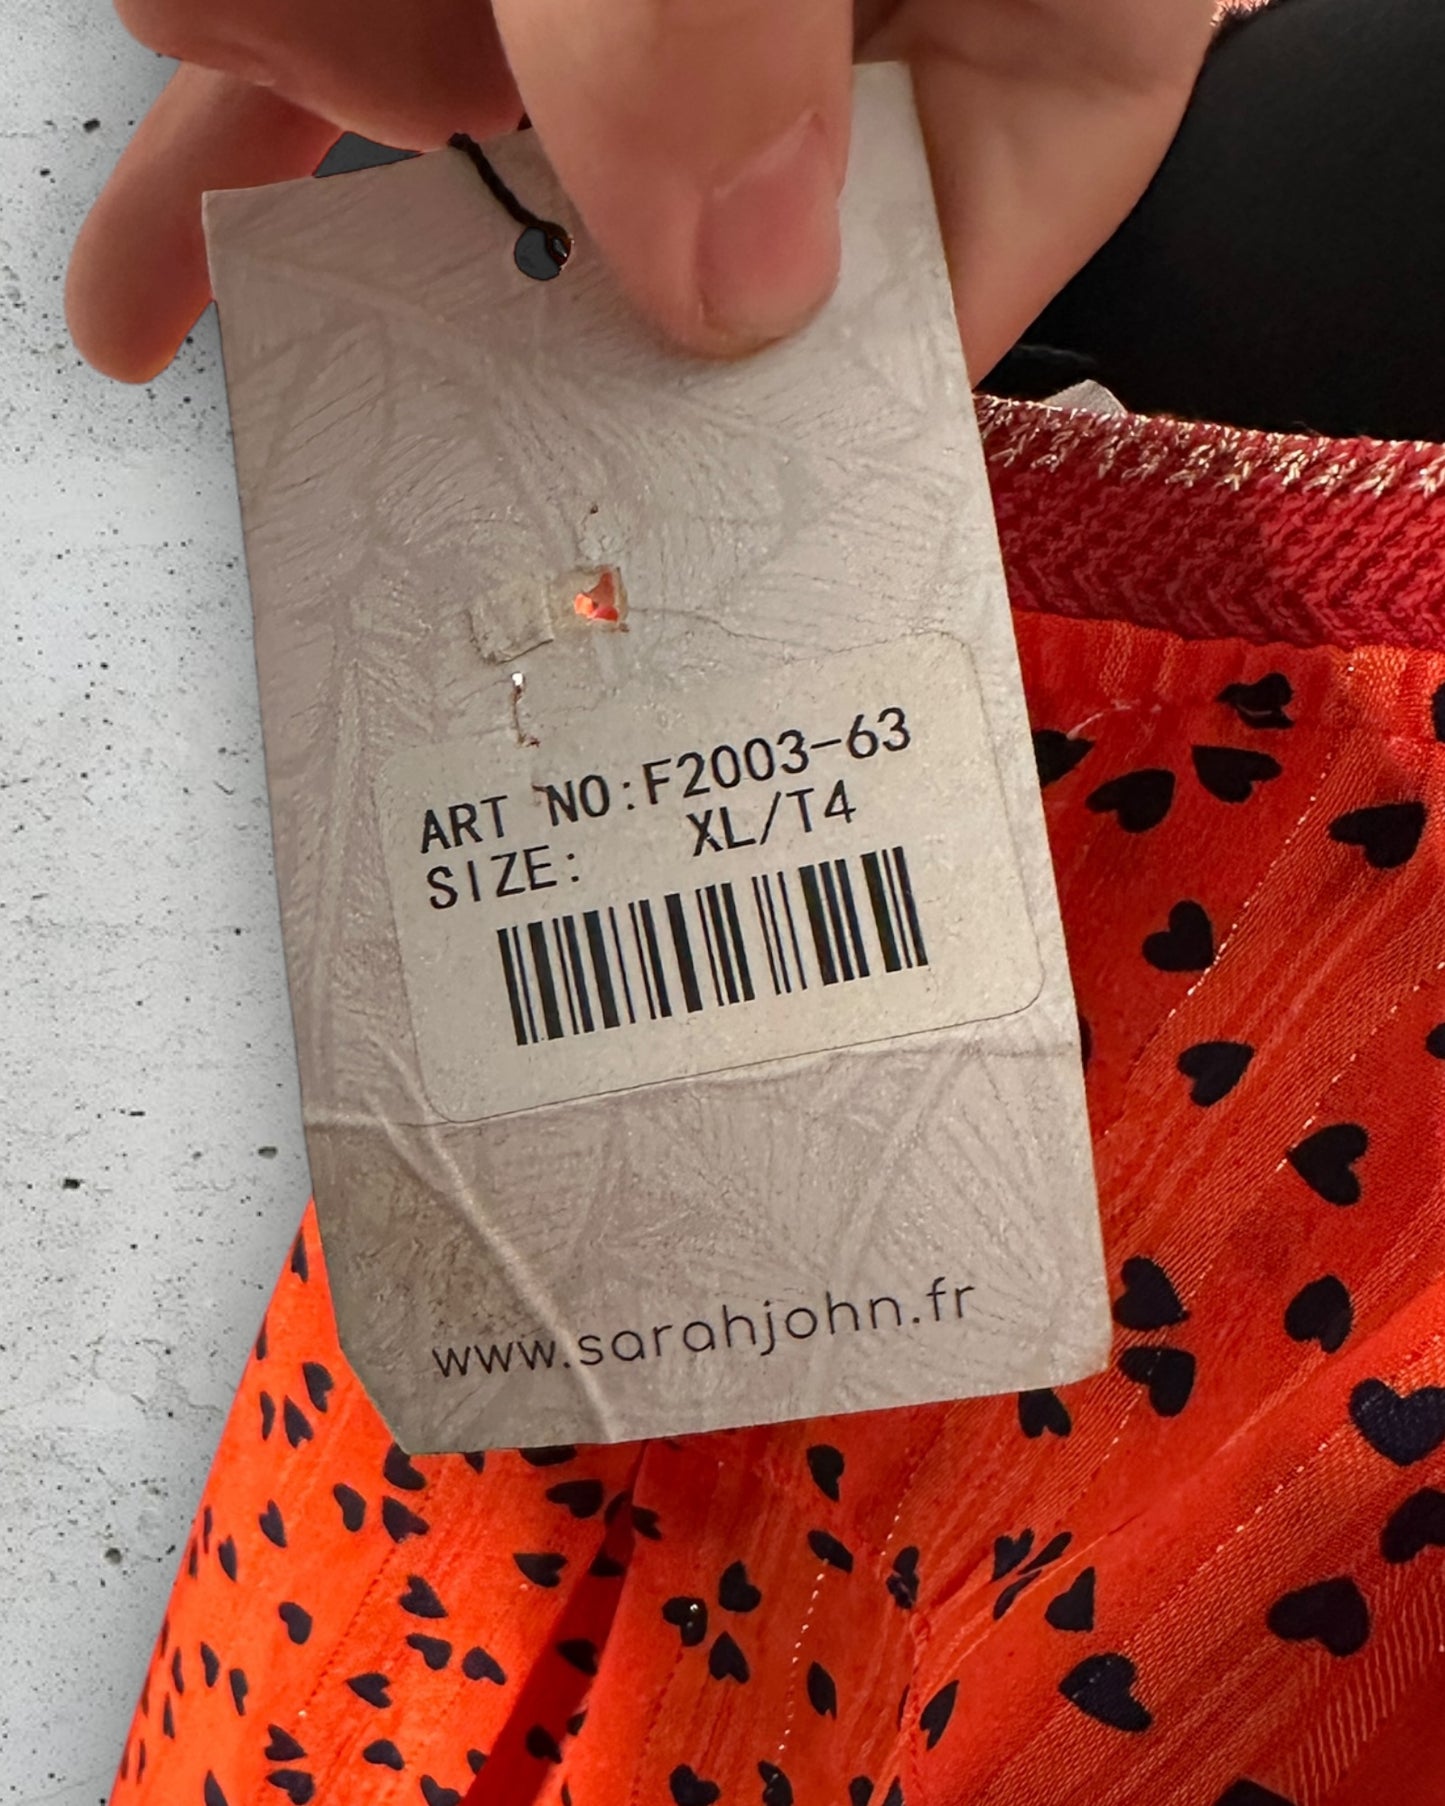 ART NO:F2003-63
SIZE: XL/T4
www.sarahjohn.fr